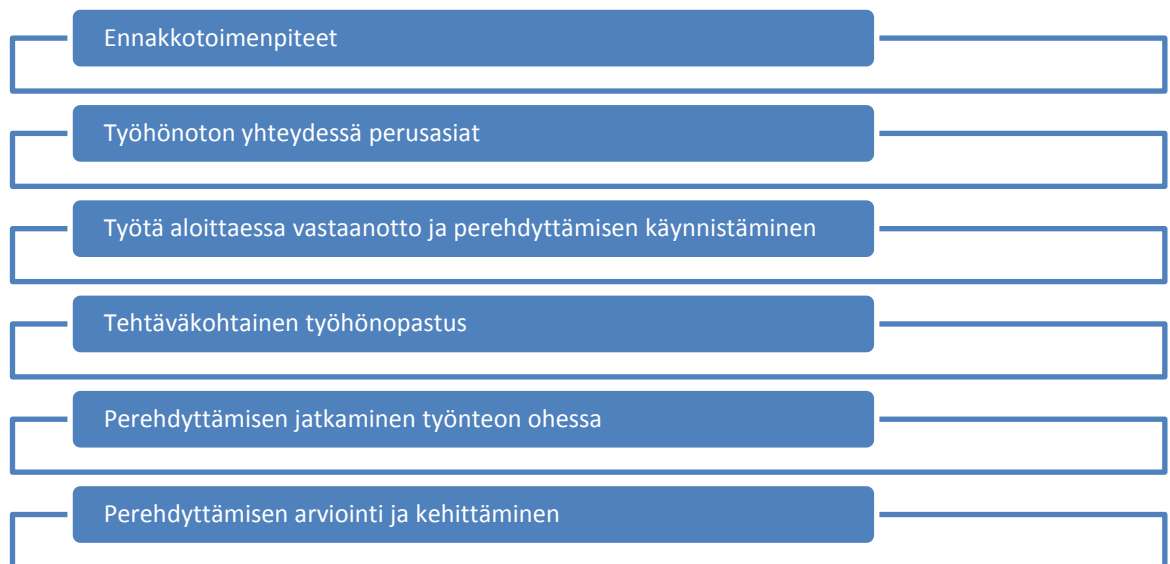 Ennakkotoimenpiteet
Työhönoton yhteydessä perusasiat
Työtä aloittaessa vastaanotto ja perehdyttämisen käynnistäminen
Tehtäväkohtainen työhönopastus
Perehdyttämisen jatkaminen työnteon ohessa
Perehdyttämisen arviointi ja kehittäminen